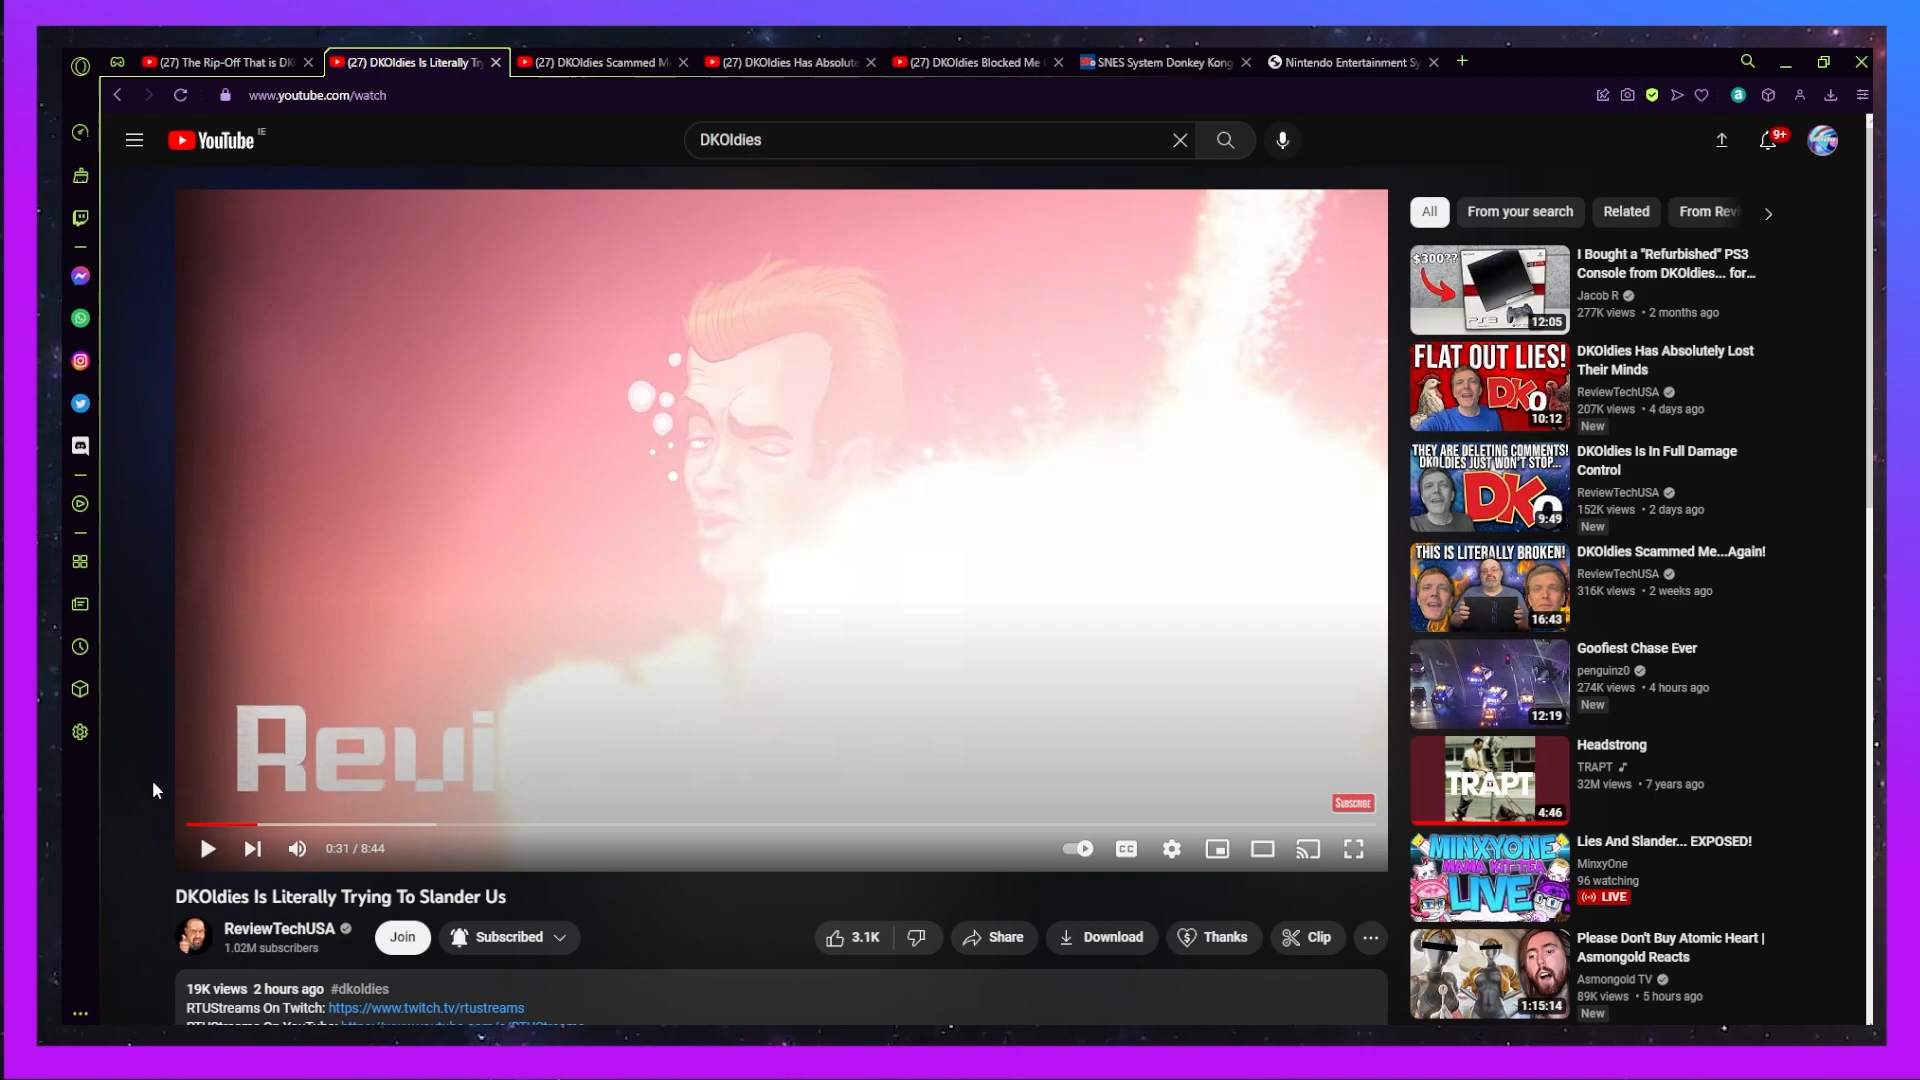 (27) The Rip-Off That is DK
(27) DKOldies Is Literally Tr
(27) DKOldies Scammed M
(27) DKOldies Has Absolute
(27) DKOldies Blocked Me
SNES System Donkey Kong
Nintendo Entertainment Sy
www.youtube.com/watch
YouTube IE
DKOldies
9+
All
From your search
Related
From Revi
$300??
PS3
12:05
I Bought a "Refurbished" PS3
Console from DKOldies... for...
Jacob R
277K views • 2 months ago
FLAT OUT LIES!
DKO
10:12
DKOldies Has Absolutely Lost
Their Minds
ReviewTechUSA
207K views • 4 days ago
New
THEY ARE DELETING COMMENTS!
DKOLDIES JUST WON'T STOP...
DKO
9:49
DKOldies Is In Full Damage
Control
ReviewTechUSA
152K views • 2 days ago
New
THIS IS LITERALLY BROKEN!
16:43
DKOldies Scammed Me...Again!
ReviewTechUSA
316K views • 2 weeks ago
12:19
Goofiest Chase Ever
penguinz0
274K views • 4 hours ago
New
TRAPT
4:46
Headstrong
TRAPT
32M views • 7 years ago
MINXYONE
MAMA KIT-TEA
LIVE
Lies And Slander... EXPOSED!
MinxyOne
96 watching
LIVE
1:15:14
Please Don't Buy Atomic Heart |
Asmongold Reacts
Asmongold TV
89K views • 5 hours ago
New
Revi
SUBSCRIBE
0:31 / 8:44
CC
DKOldies Is Literally Trying To Slander Us
ReviewTechUSA
1.02M subscribers
Join
Subscribed
3.1K
Share
Download
Thanks
Clip
19K views 2 hours ago #dkoldies
RTUStreams On Twitch: https://www.twitch.tv/rtustreams